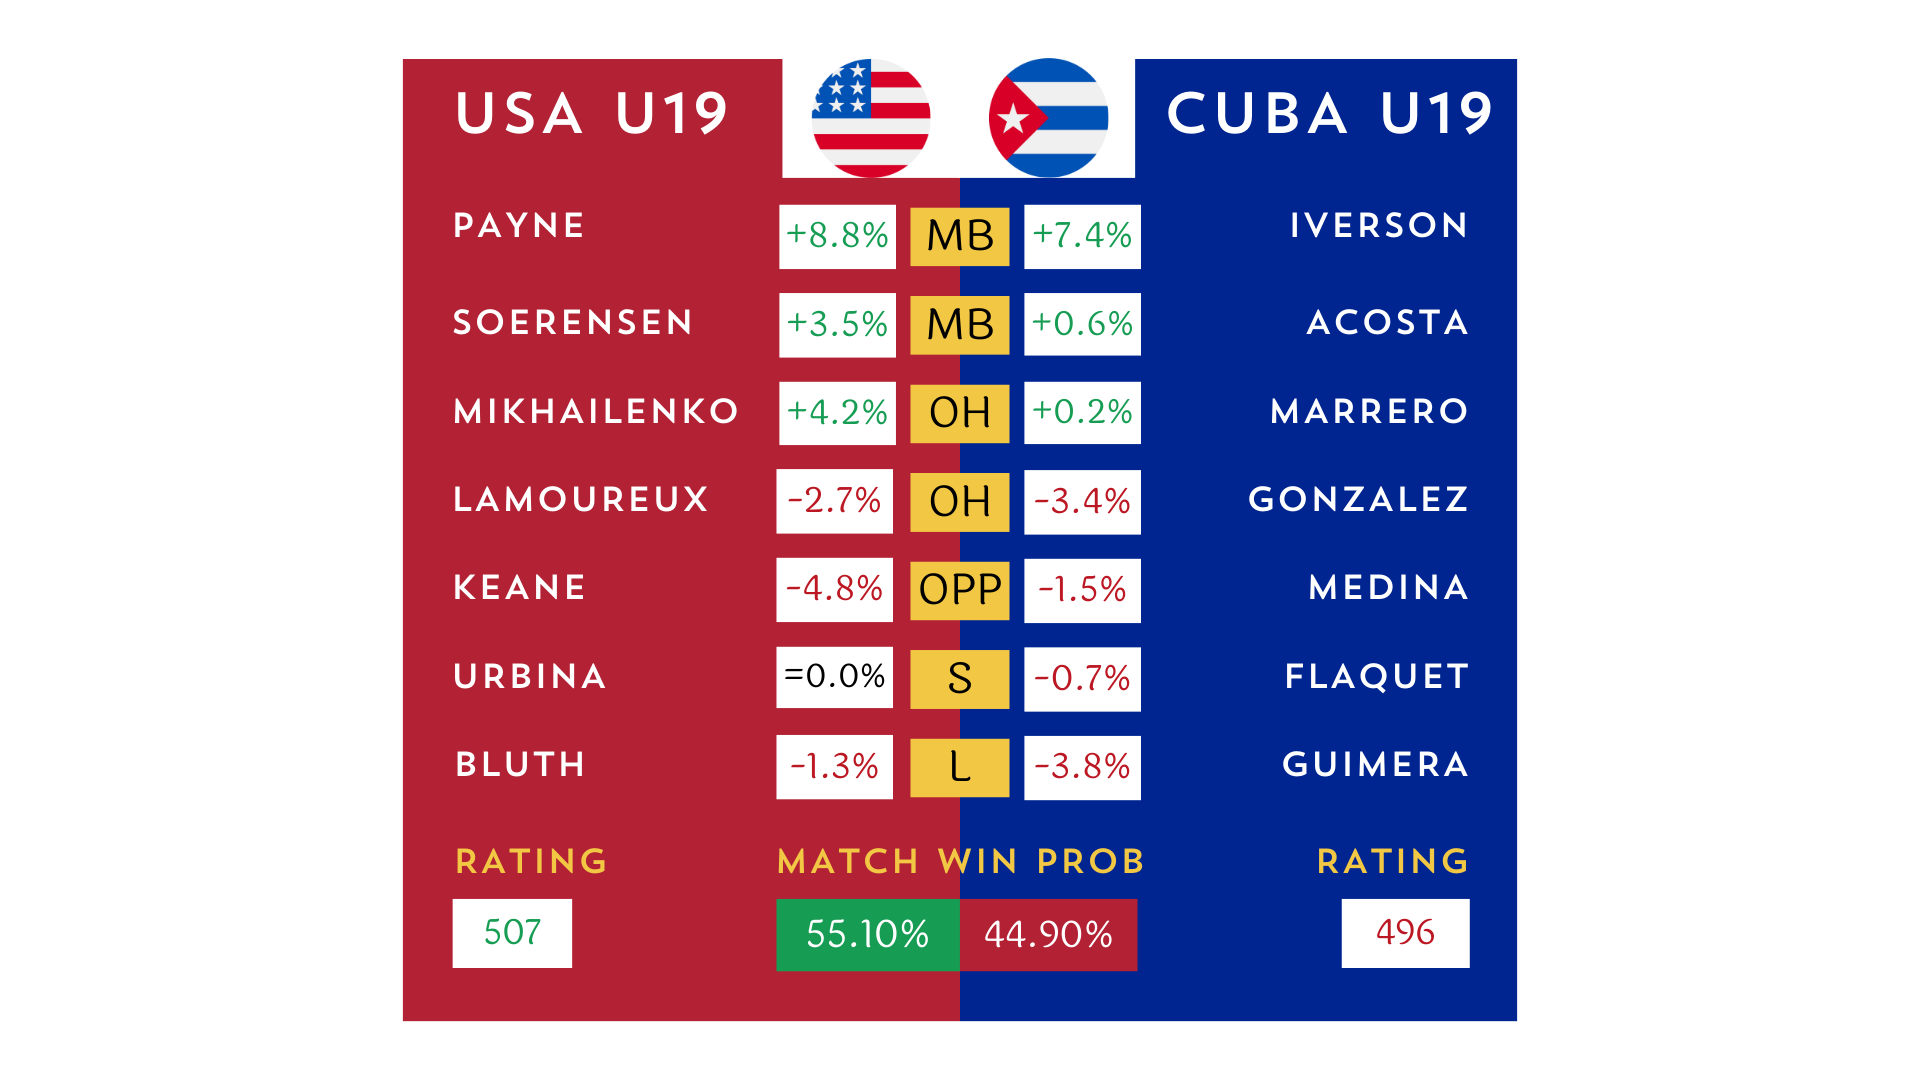 USA U19 CUBA U19
PAYNE +8.8% MB +7.4% IVERSON
SOERENSEN +3.5% MB +0.6% ACOSTA
MIKHAILENKO +4.2% OH +0.2% MARRERO
LAMOUREUX -2.7% OH -3.4% GONZALEZ
KEANE -4.8% OPP -1.5% MEDINA
URBINA =0.0% S -0.7% FLAQUET
BLUTH -1.3% L -3.8% GUIMERA
RATING MATCH WIN PROB RATING
507 55.10% 44.90% 496